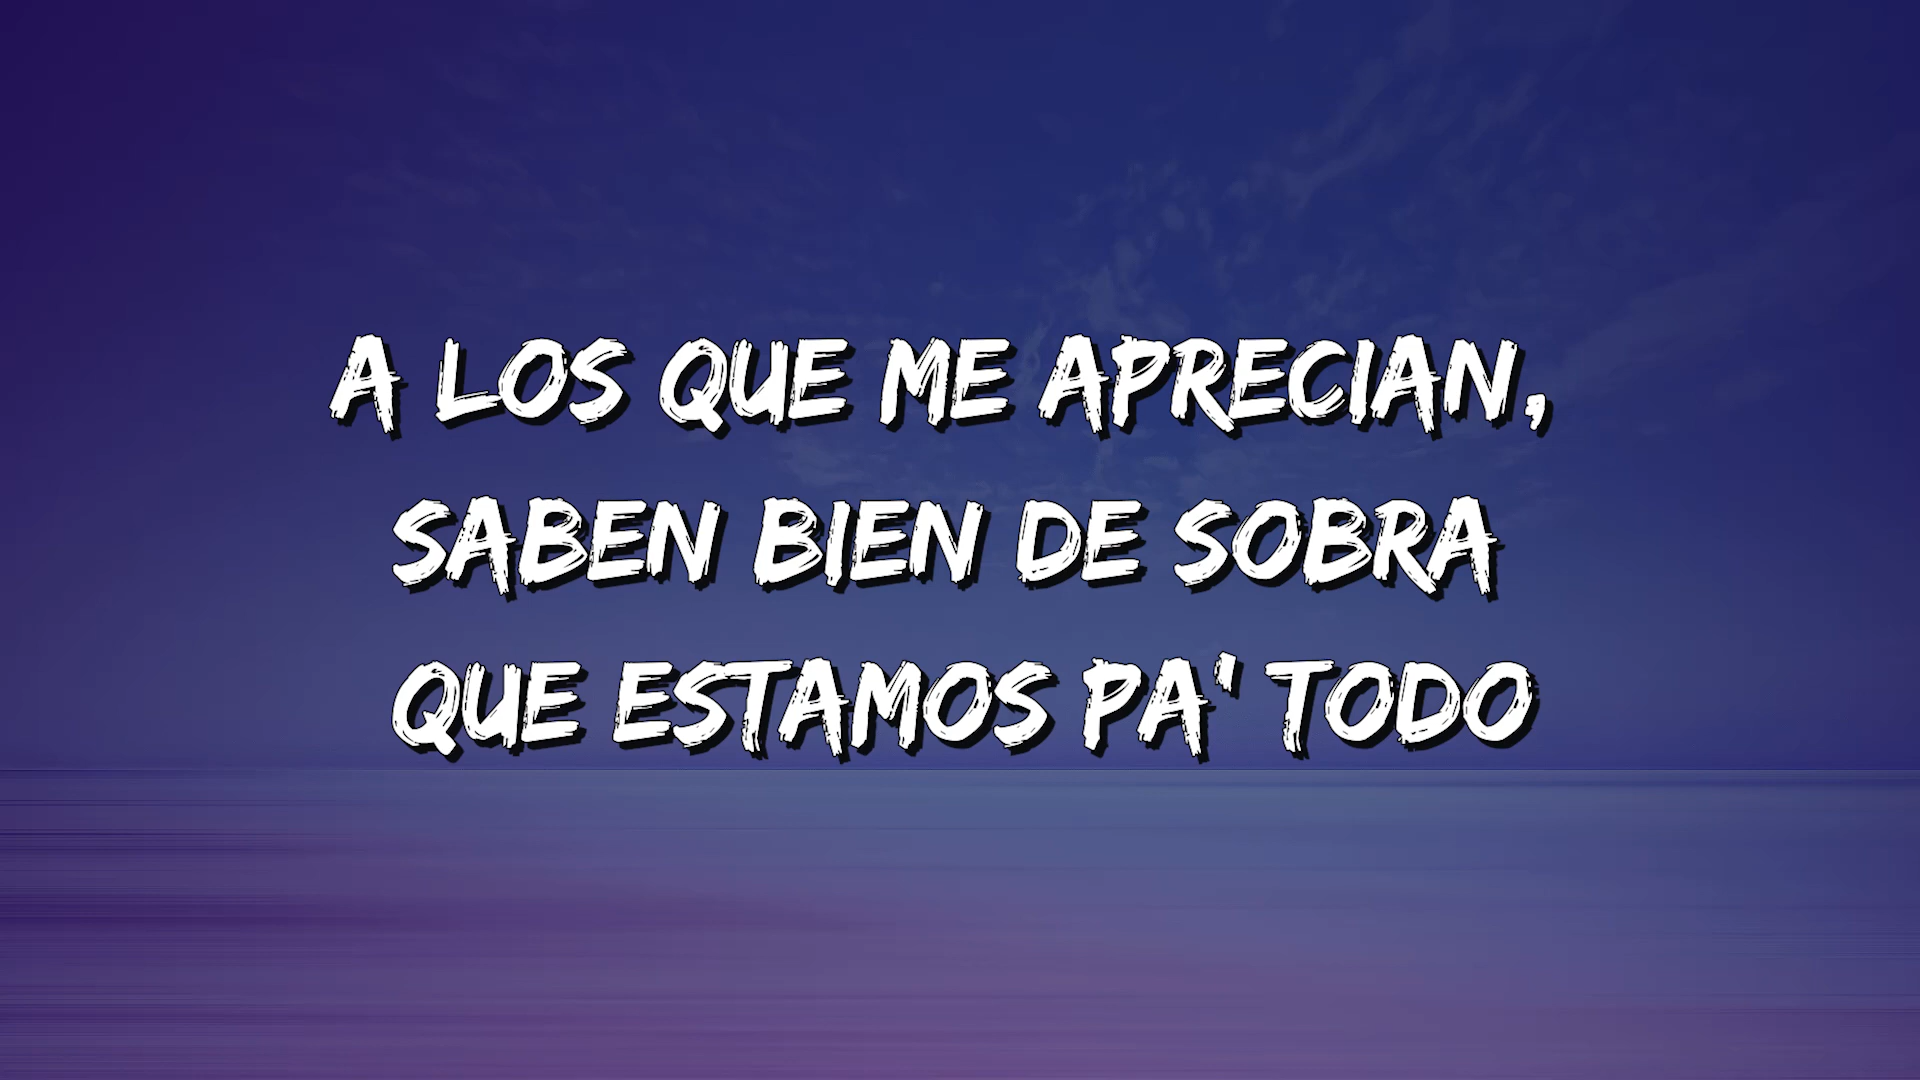 A LOS QUE ME APRECIAN,
SABEN BIEN DE SOBRA
QUE ESTAMOS PA' TODO